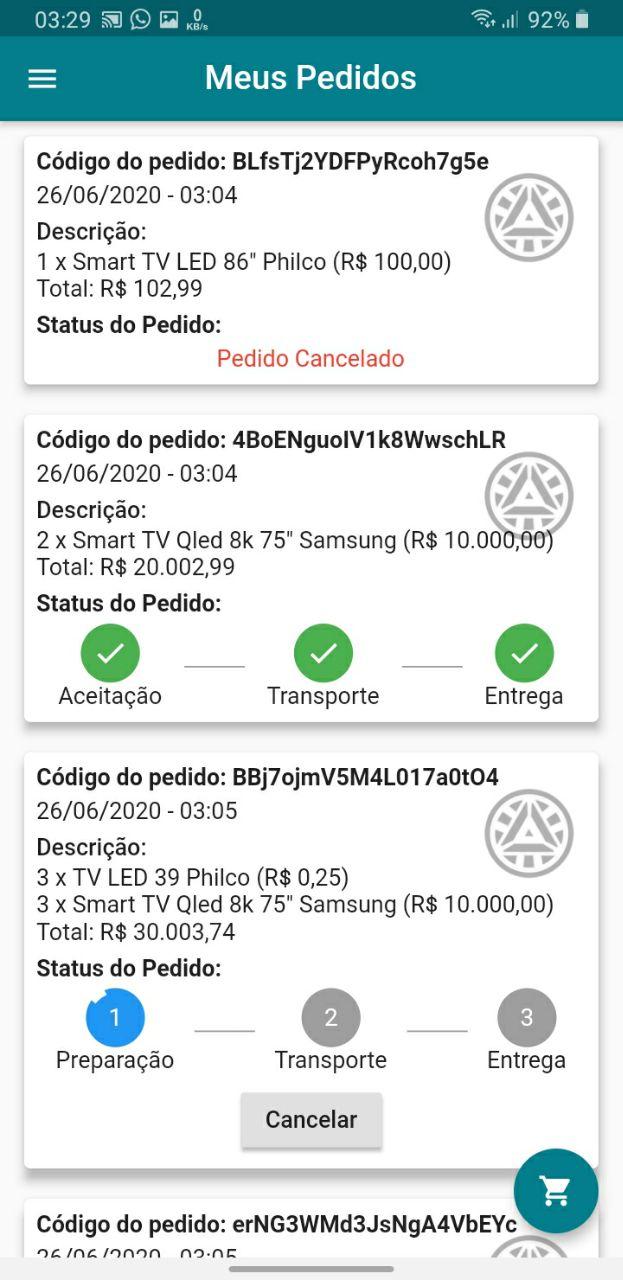 03:29 0 KB/s 92%
Meus Pedidos
Código do pedido: BLfsTj2YDFPyRcoh7g5e
26/06/2020 - 03:04
Descrição:
1 x Smart TV LED 86" Philco (R$ 100,00)
Total: R$ 102,99
Status do Pedido:
Pedido Cancelado
Código do pedido: 4BoENguoIV1k8WwschLR
26/06/2020 - 03:04
Descrição:
2 x Smart TV Qled 8k 75" Samsung (R$ 10.000,00)
Total: R$ 20.002,99
Status do Pedido:
Aceitação Transporte Entrega
Código do pedido: BBj7ojmV5M4L017a0tO4
26/06/2020 - 03:05
Descrição:
3 x TV LED 39 Philco (R$ 0,25)
3 x Smart TV Qled 8k 75" Samsung (R$ 10.000,00)
Total: R$ 30.003,74
Status do Pedido:
1 2 3
Preparação Transporte Entrega
Cancelar
Código do pedido: erNG3WMd3JsNgA4VbEYc
26/06/2020 - 03:05